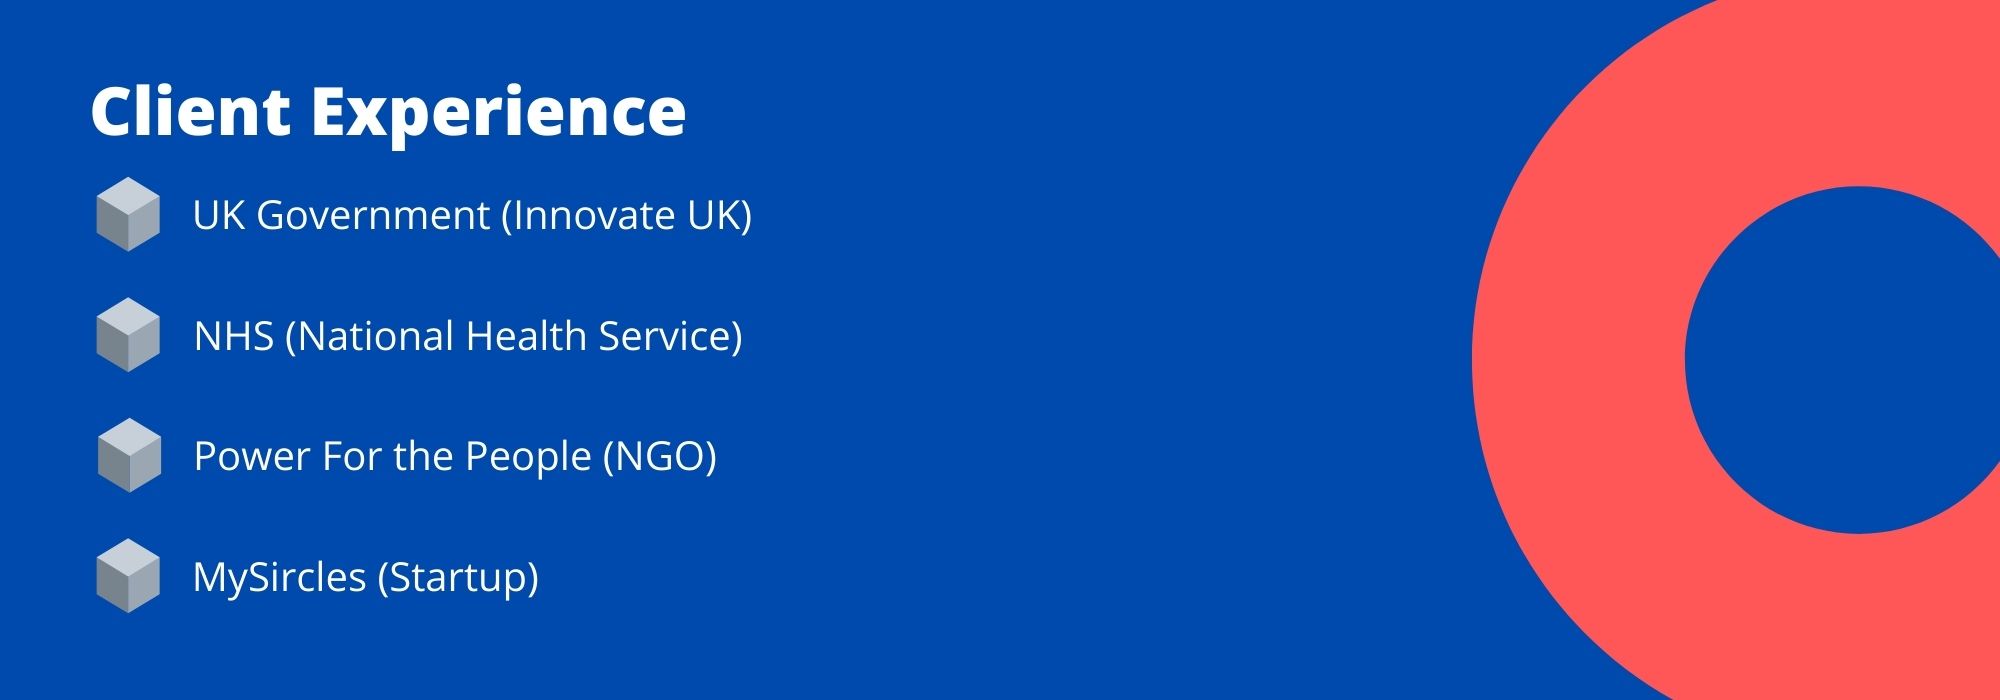 Client Experience
UK Government (Innovate UK)
NHS (National Health Service)
Power For the People (NGO)
MySircles (Startup)